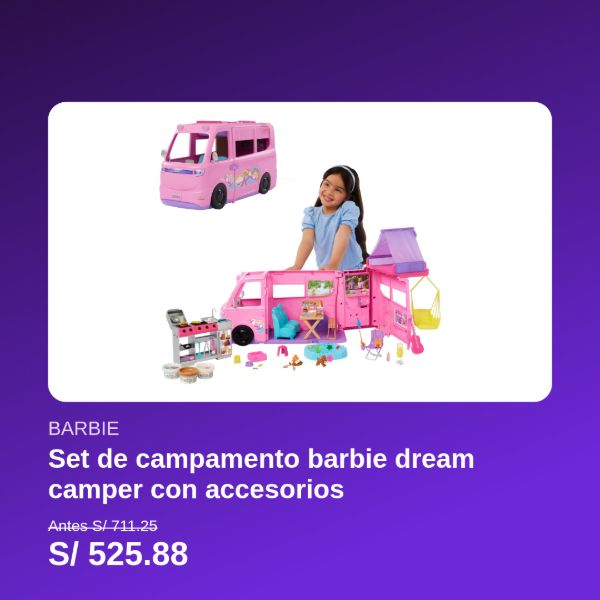 BARBIE
Set de campamento barbie dream
camper con accesorios
Antes S/ 711.25
S/ 525.88